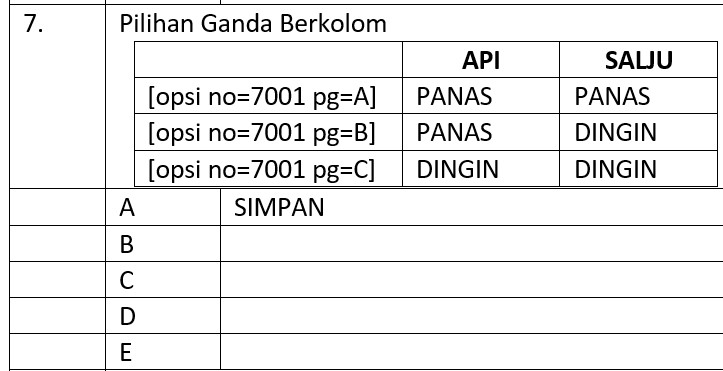 7. Pilihan Ganda Berkolom
API SALJU
[opsi no=7001 pg=A] PANAS PANAS
[opsi no=7001 pg=B] PANAS DINGIN
[opsi no=7001 pg=C] DINGIN DINGIN
A SIMPAN
B
C
D
E